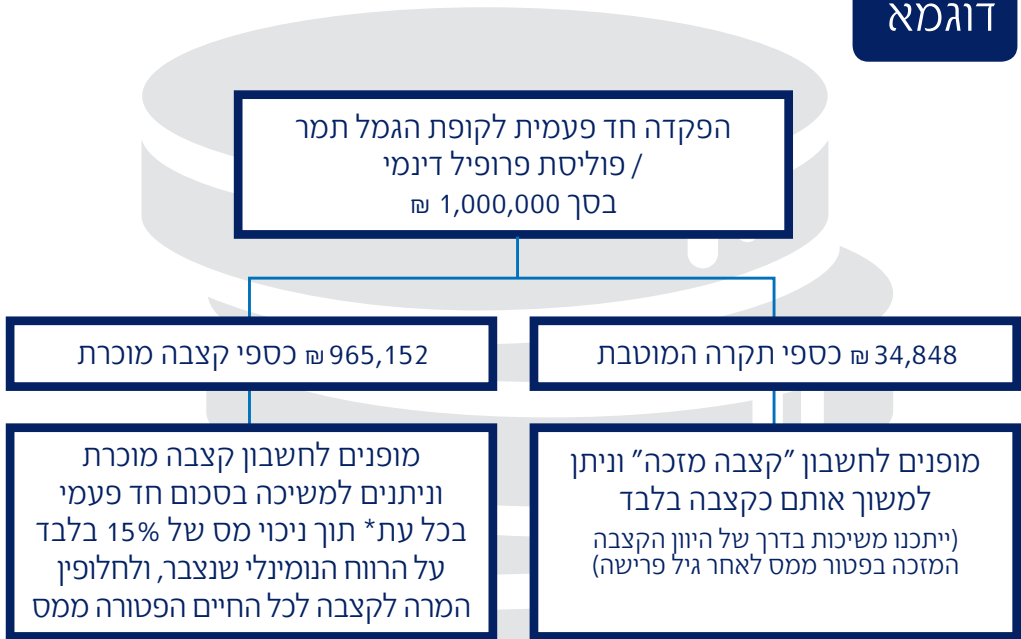 דוגמא
הפקדה חד פעמית לקופת הגמל תמר
/ פוליסת פרופיל דינמי
בסך 1,000,000 ₪
34,848 ₪ כספי תקרה המוטבת
965,152 ₪ כספי קצבה מוכרת
מופנים לחשבון "קצבה מזכה" וניתן
למשוך אותם כקצבה בלבד
(ייתכנו משיכות בדרך של היוון הקצבה
המזכה בפטור ממס לאחר גיל פרישה)
מופנים לחשבון קצבה מוכרת
וניתנים למשיכה בסכום חד פעמי
בכל עת* תוך ניכוי מס של 15% בלבד
על הרווח הנומינלי שנצבר, ולחלופין
המרה לקצבה לכל החיים הפטורה ממס